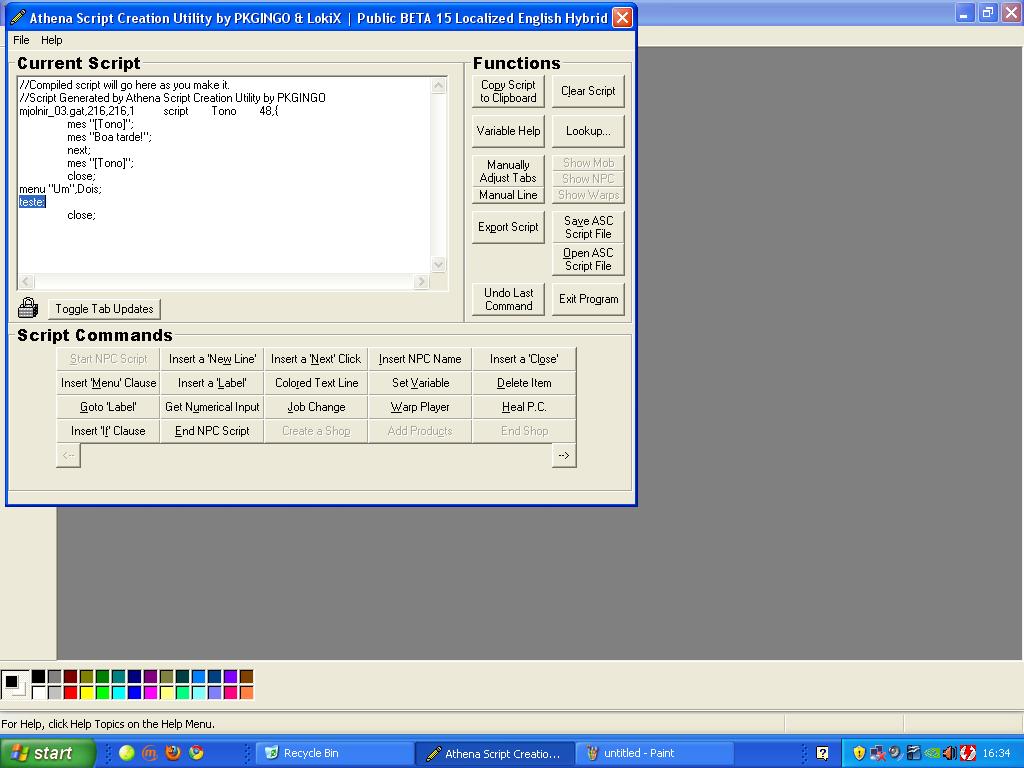 Athena Script Creation Utility by PKGINGO & LokiX | Public BETA 15 Localized English Hybrid
File Help
Current Script
//Compiled script will go here as you make it.
//Script Generated by Athena Script Creation Utility by PKGINGO
mjolnir_03.gat,216,216,1 script Tono 48,{
mes "[Tono]";
mes "Boa tarde!";
next;
mes "[Tono]";
close;
menu "Um",Dois;
teste:
close;
Toggle Tab Updates
Functions
Copy Script to Clipboard
Clear Script
Variable Help
Lookup...
Manually Adjust Tabs
Manual Line
Show Mob
Show NPC
Show Warps
Export Script
Save ASC Script File
Open ASC Script File
Undo Last Command
Exit Program
Script Commands
Start NPC Script Insert a 'New Line' Insert a 'Next' Click Insert NPC Name Insert a 'Close'
Insert 'Menu' Clause Insert a 'Label' Colored Text Line Set Variable Delete Item
Goto 'Label' Get Numerical Input Job Change Warp Player Heal P.C.
Insert 'If' Clause End NPC Script Create a Shop Add Products End Shop
<-- -->
For Help, click Help Topics on the Help Menu.
start Recycle Bin Athena Script Creatio... untitled - Paint 16:34